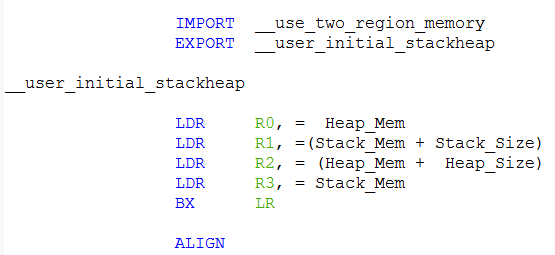 IMPORT  __use_two_region_memory
EXPORT  __user_initial_stackheap
__user_initial_stackheap
LDR     R0, =  Heap_Mem
LDR     R1, =(Stack_Mem + Stack_Size)
LDR     R2, = (Heap_Mem +  Heap_Size)
LDR     R3, = Stack_Mem
BX      LR
ALIGN